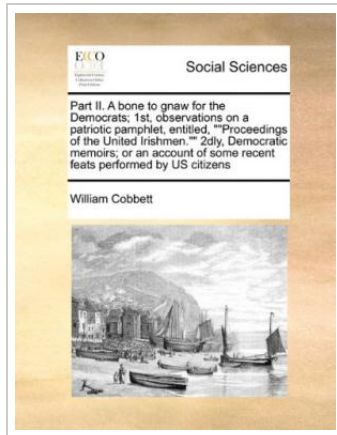 ECCO
Social Sciences
Part II. A bone to gnaw for the
Democrats; 1st, observations on a
patriotic pamphlet, entitled, ""Proceedings
of the United Irishmen."" 2dly, Democratic
memoirs; or an account of some recent
feats performed by US citizens
William Cobbett